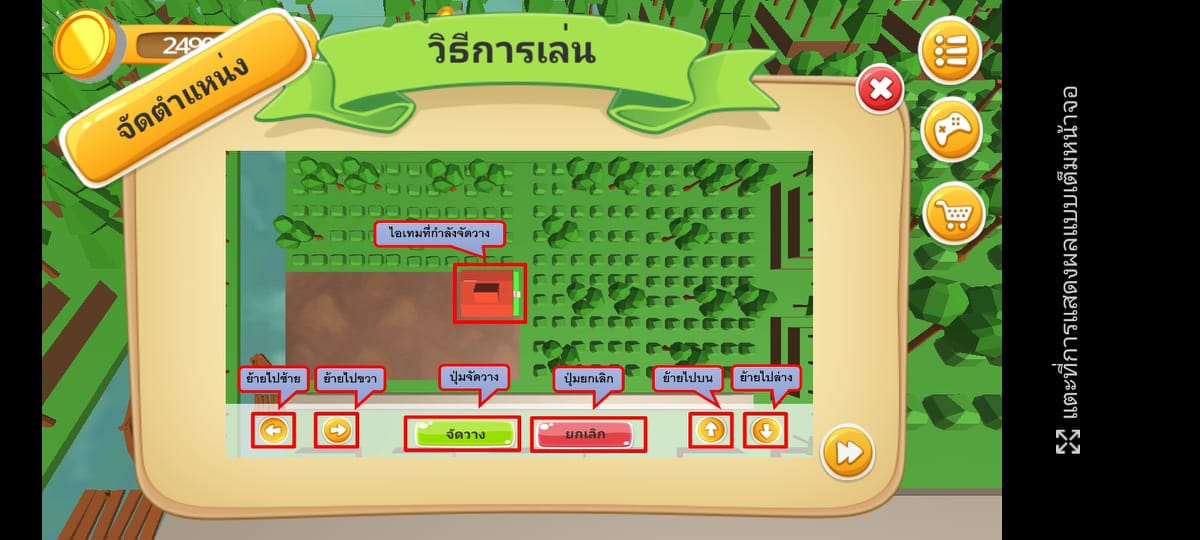 วิธีการเล่น
จัดตำแหน่ง
ไอเทมที่กำลังจัดวาง
ย้ายไปซ้าย
ย้ายไปขวา
ปุ่มจัดวาง
ปุ่มยกเลิก
ย้ายไปบน
ย้ายไปล่าง
จัดวาง
ยกเลิก
แตะที่การแสดงผลแบบเต็มหน้าจอ